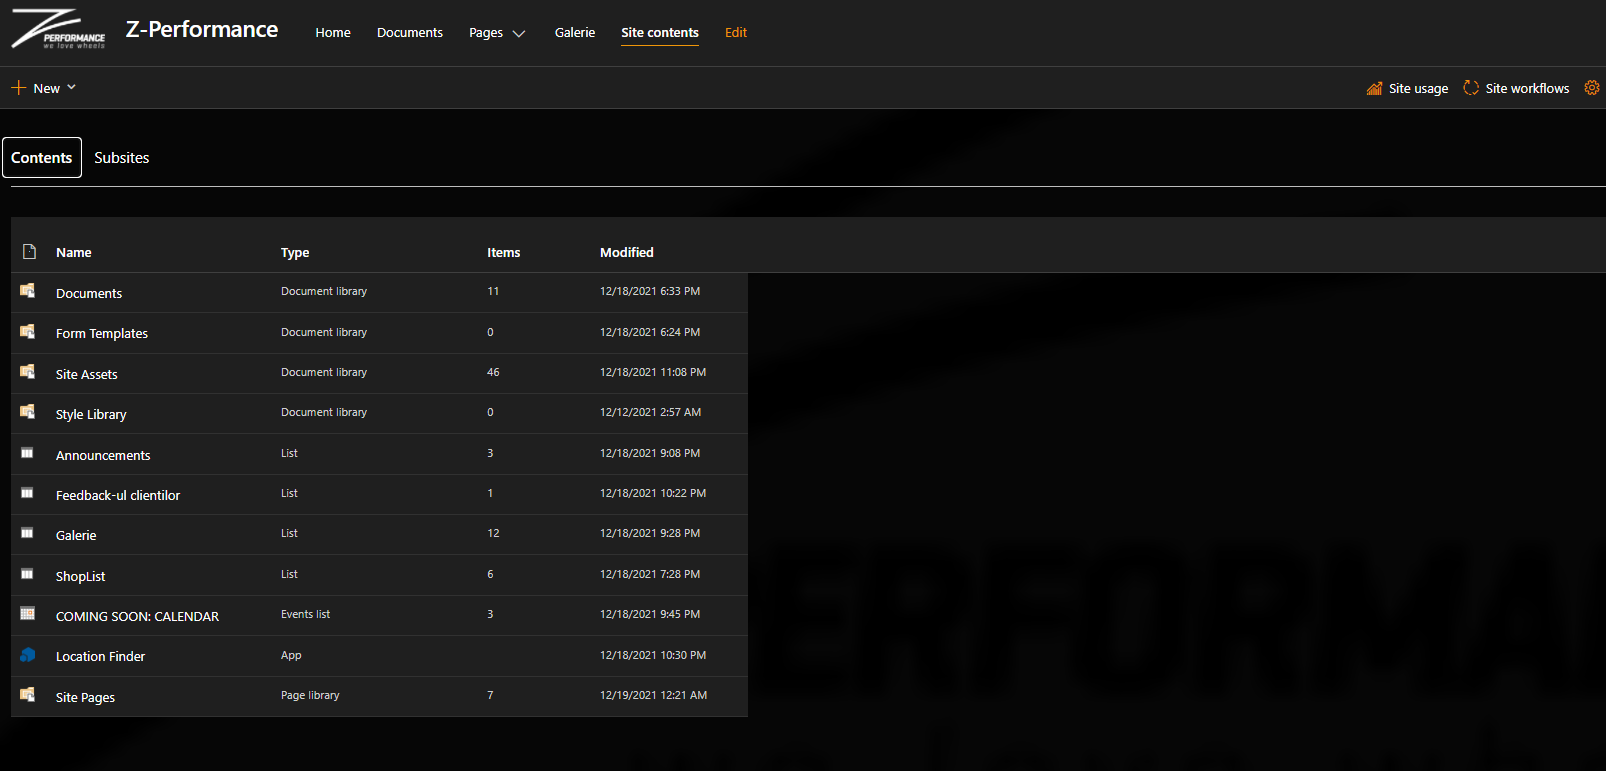 PERFORMANCE
we love wheels
Z-Performance Home Documents Pages Galerie Site contents Edit
New Site usage Site workflows
Contents Subsites
Name Type Items Modified
Documents Document library 11 12/18/2021 6:33 PM
Form Templates Document library 0 12/18/2021 6:24 PM
Site Assets Document library 46 12/18/2021 11:08 PM
Style Library Document library 0 12/12/2021 2:57 AM
Announcements List 3 12/18/2021 9:08 PM
Feedback-ul clientilor List 1 12/18/2021 10:22 PM
Galerie List 12 12/18/2021 9:28 PM
ShopList List 6 12/18/2021 7:28 PM
COMING SOON: CALENDAR Events list 3 12/18/2021 9:45 PM
Location Finder App 12/18/2021 10:30 PM
Site Pages Page library 7 12/19/2021 12:21 AM
ERFORMA